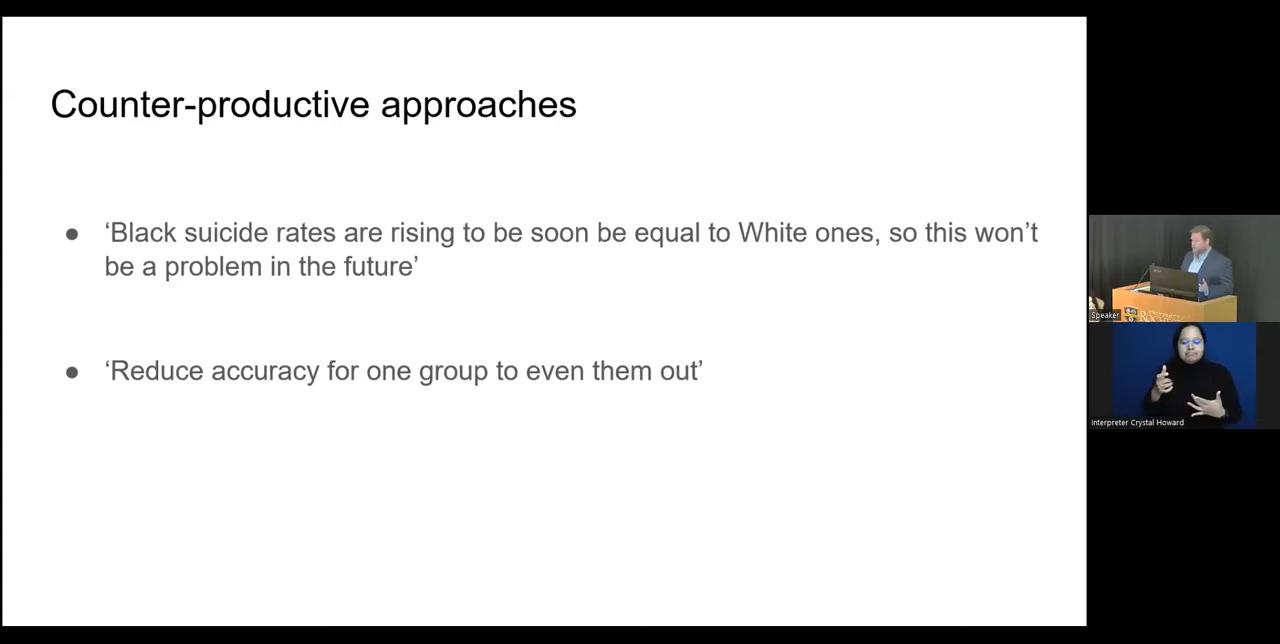 Counter-productive approaches
● ‘Black suicide rates are rising to be soon be equal to White ones, so this won’t
be a problem in the future’
● ‘Reduce accuracy for one group to even them out’
Speaker
Interpreter Crystal Howard